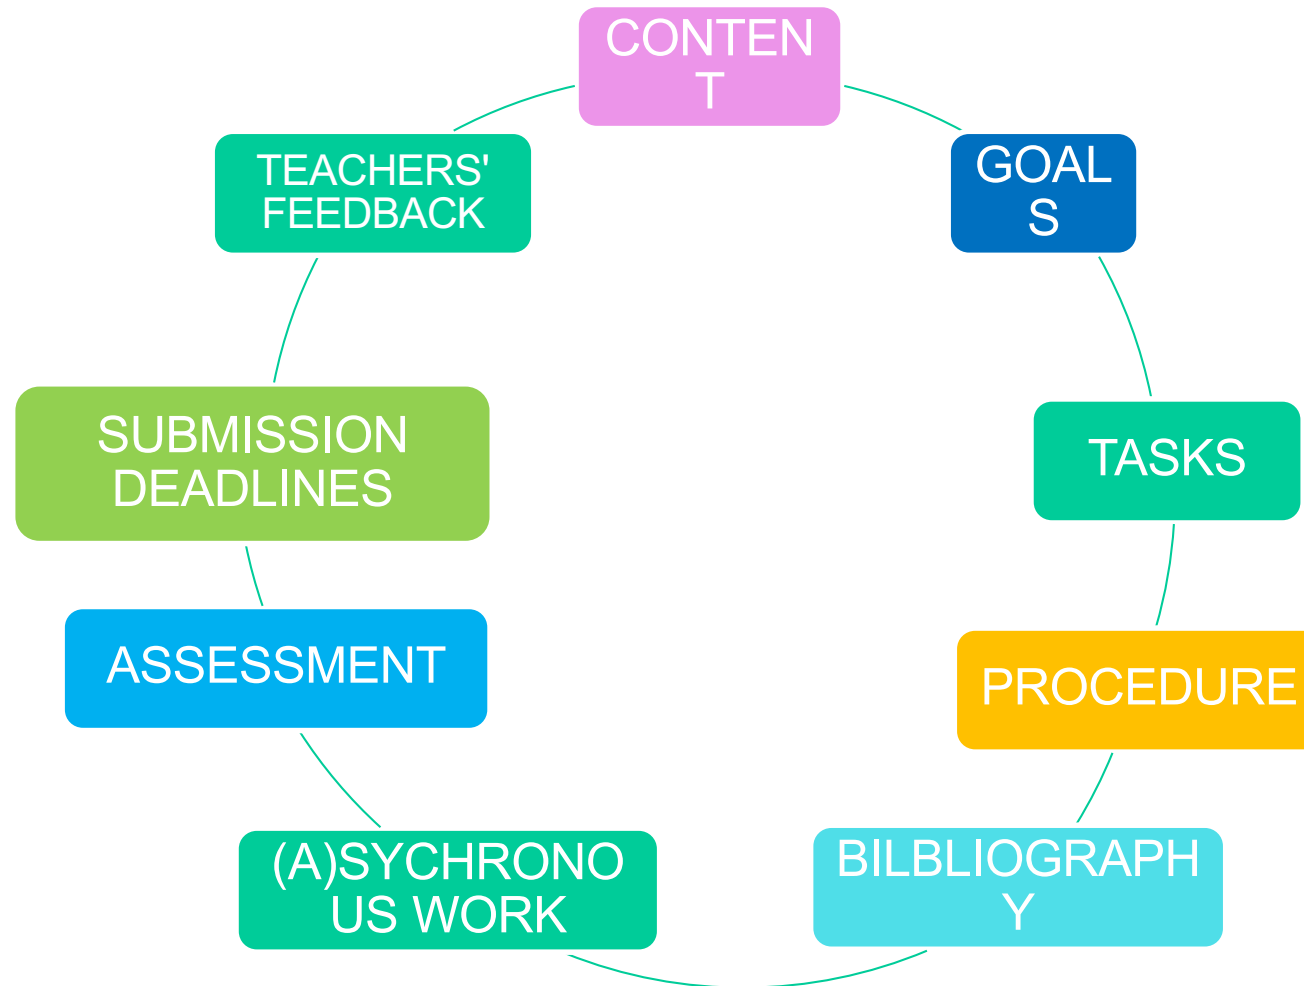 CONTEN
T
TEACHERS'
FEEDBACK
GOAL
S
SUBMISSION
DEADLINES
TASKS
ASSESSMENT
PROCEDURE
(A)SYCHRONO
US WORK
BILBLIOGRAPH
Y